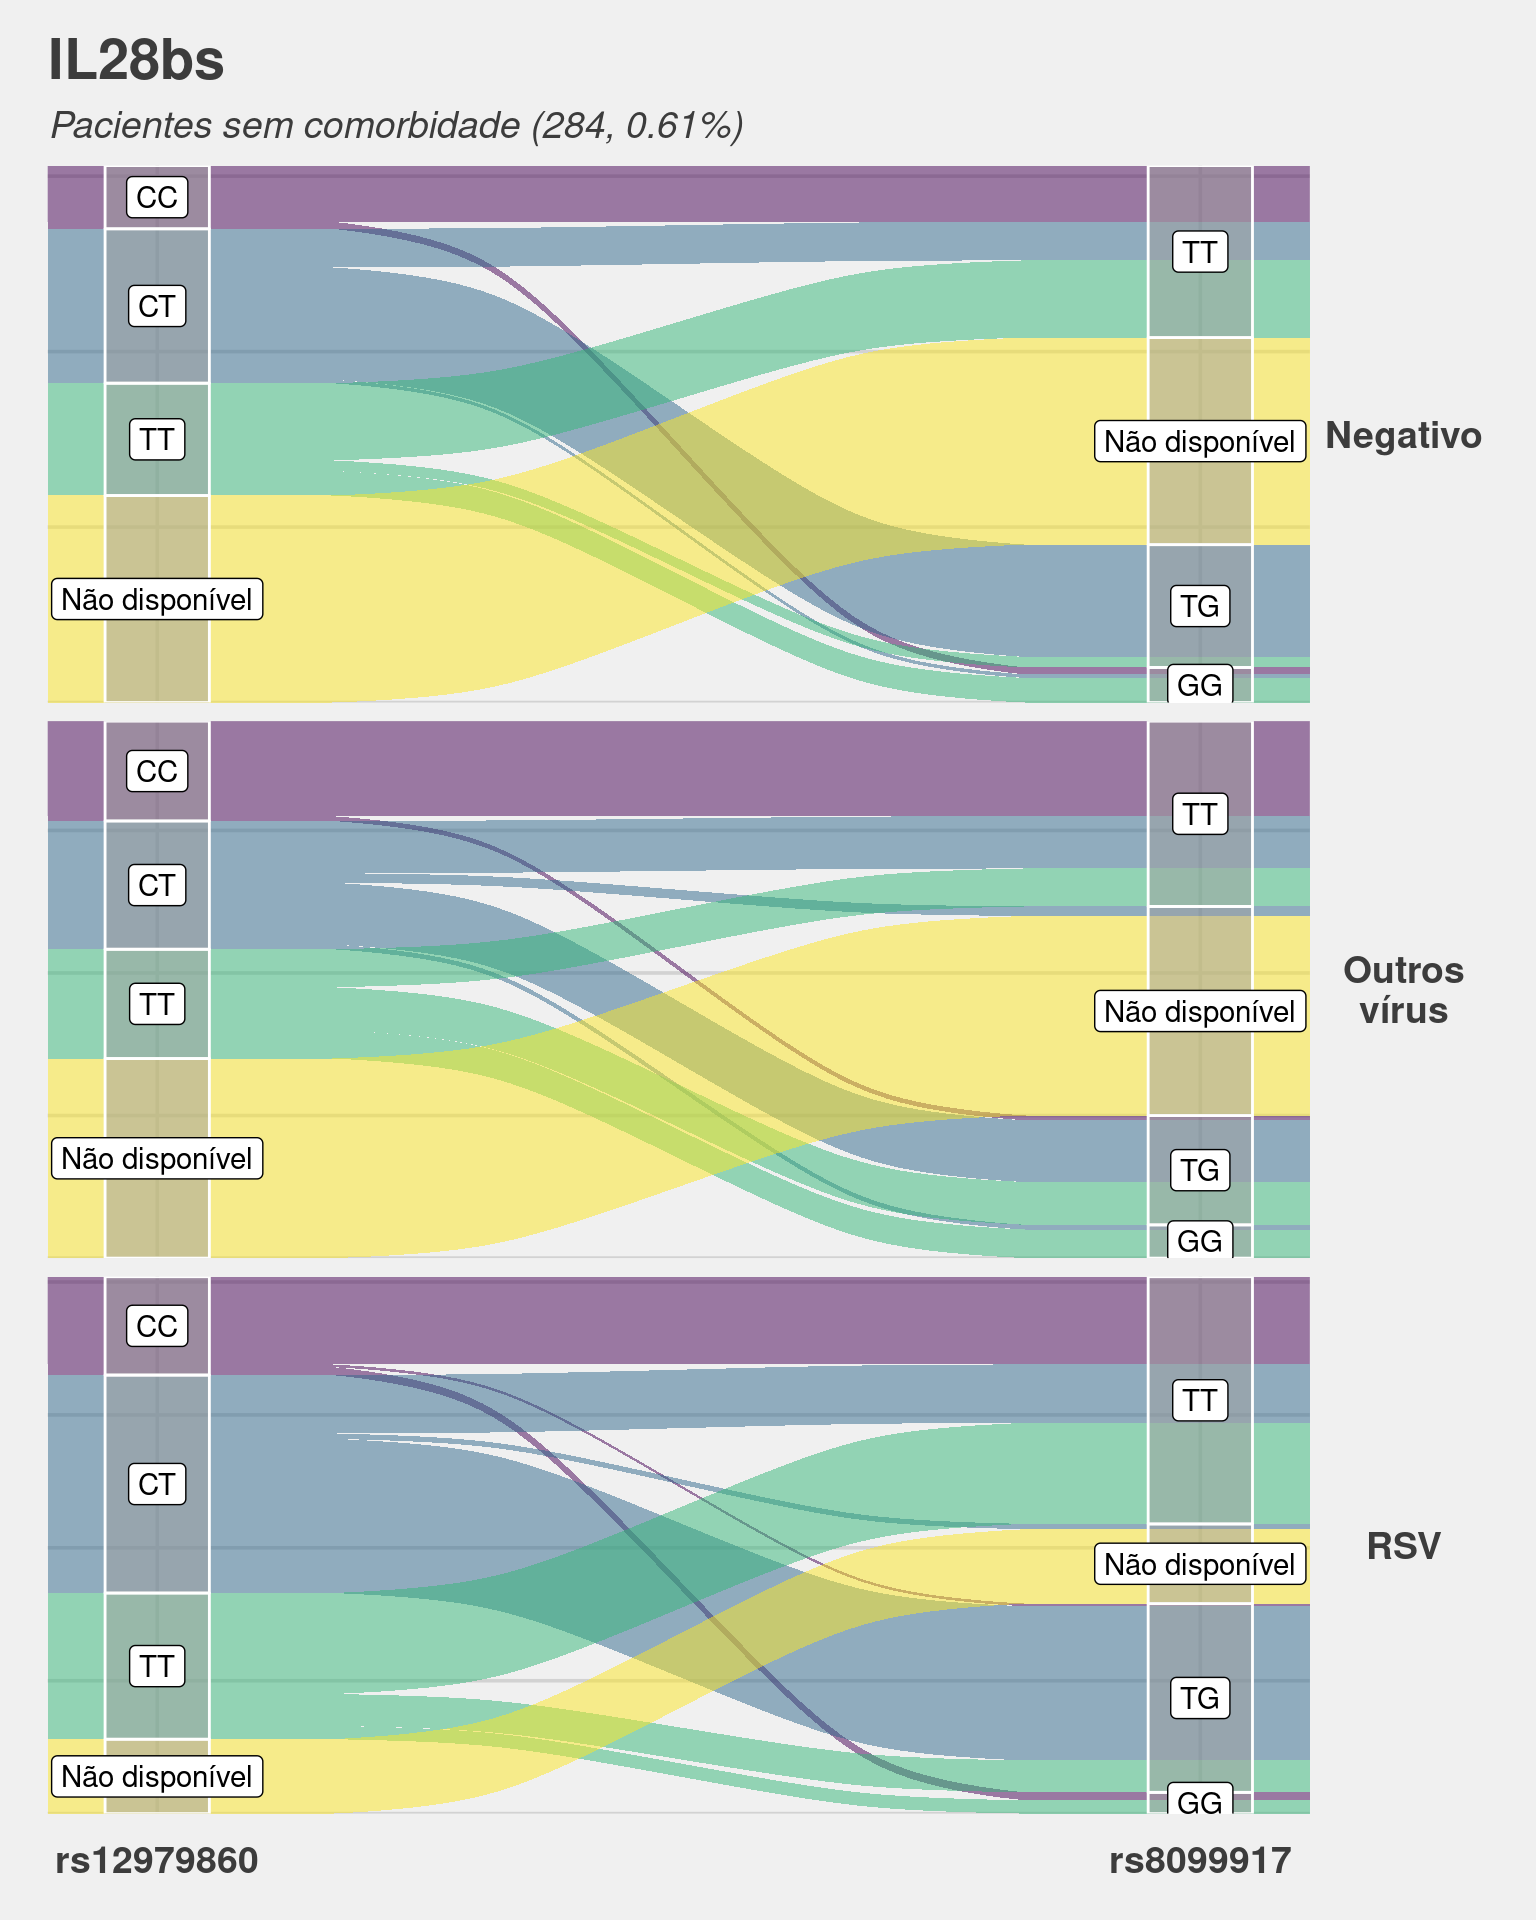 IL28bs
Pacientes sem comorbidade (284, 0.61%)
CC
TT
CT
TT
Não disponível
Negativo
Não disponível
TG
GG
CC
TT
CT
TT
Não disponível
Outros
vírus
Não disponível
TG
GG
CC
TT
CT
TT
Não disponível
RSV
Não disponível
TG
GG
rs12979860
rs8099917